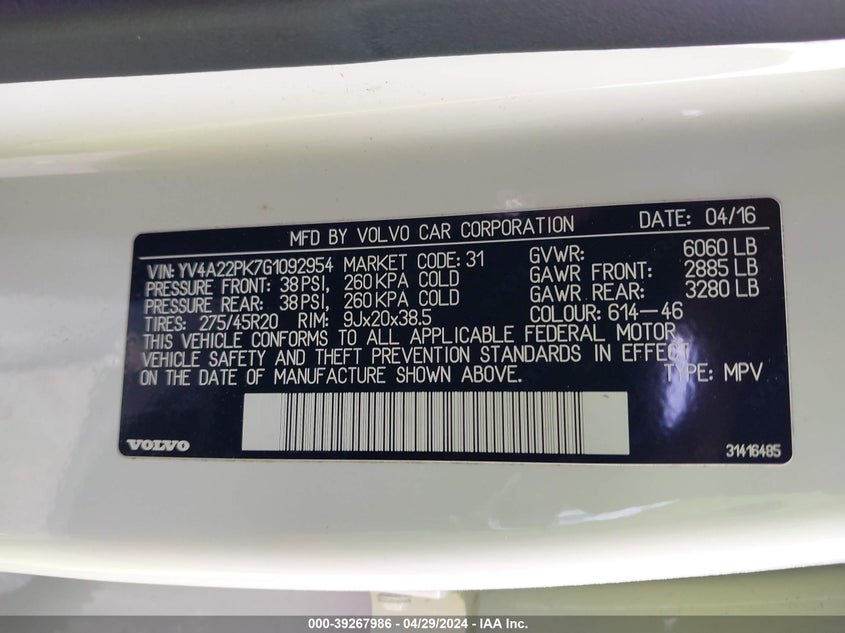 MFD BY VOLVO CAR CORPORATION DATE: 04/16
VIN: YV4A22PK7G1092954 MARKET CODE: 31 GVWR: 6060 LB
PRESSURE FRONT: 38 PSI, 260 KPA COLD GAWR FRONT: 2885 LB
PRESSURE REAR: 38 PSI, 260 KPA COLD GAWR REAR: 3280 LB
TIRES: 275/45R20 RIM: 9Jx20x38.5 COLOUR: 614-46
THIS VEHICLE CONFORMS TO ALL APPLICABLE FEDERAL MOTOR
VEHICLE SAFETY AND THEFT PREVENTION STANDARDS IN EFFECT
ON THE DATE OF MANUFACTURE SHOWN ABOVE. TYPE: MPV
VOLVO 31416485
000-39267986 - 04/29/2024 - IAA Inc.